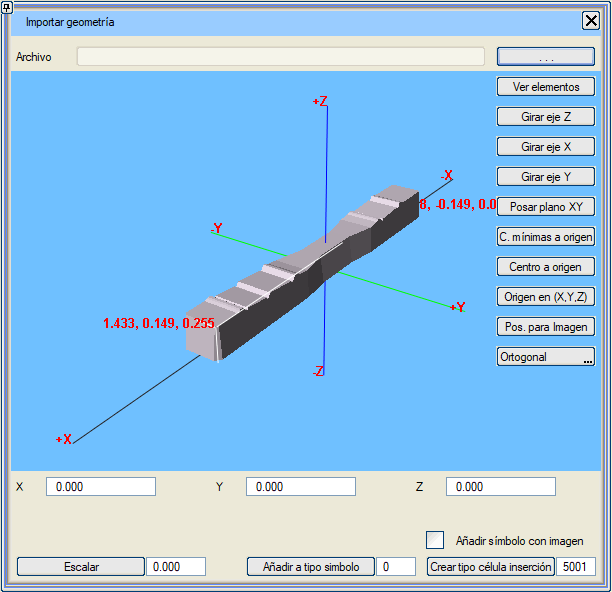 Importar geometría
Archivo
...
Ver elementos
+Z
Girar eje Z
Girar eje X
-X
Girar eje Y
8, -0.149, 0.0
Posar plano XY
-Y
C. mínimas a origen
Centro a origen
Origen en (X,Y,Z)
+Y
1.433, 0.149, 0.255
Pos. para Imagen
Ortogonal ...
-Z
+X
X 0.000 Y 0.000 Z 0.000
Añadir símbolo con imagen
Escalar 0.000 Añadir a tipo simbolo 0 Crear tipo célula inserción 5001